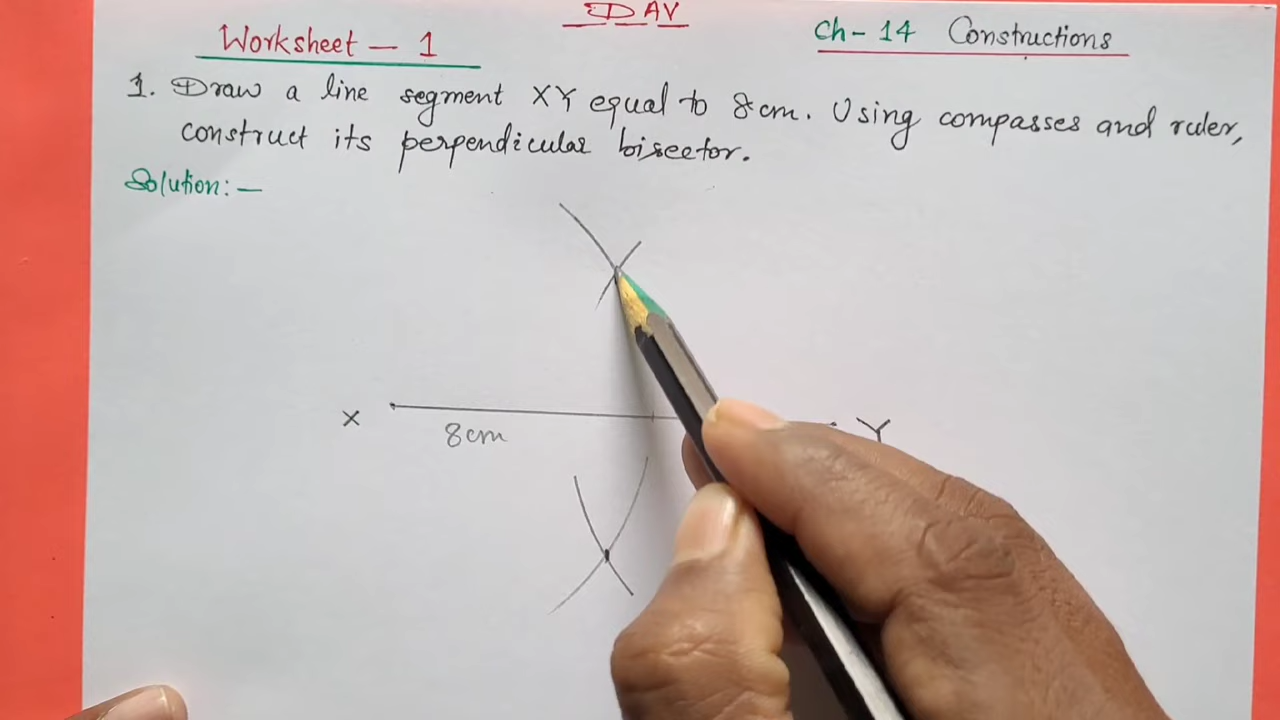 DAV
Worksheet - 1
Ch- 14 Constructions
1. Draw a line segment XY equal to 8cm. Using compasses and ruler,
construct its perpendicular bisector.
Solution:-
X
Y
8cm